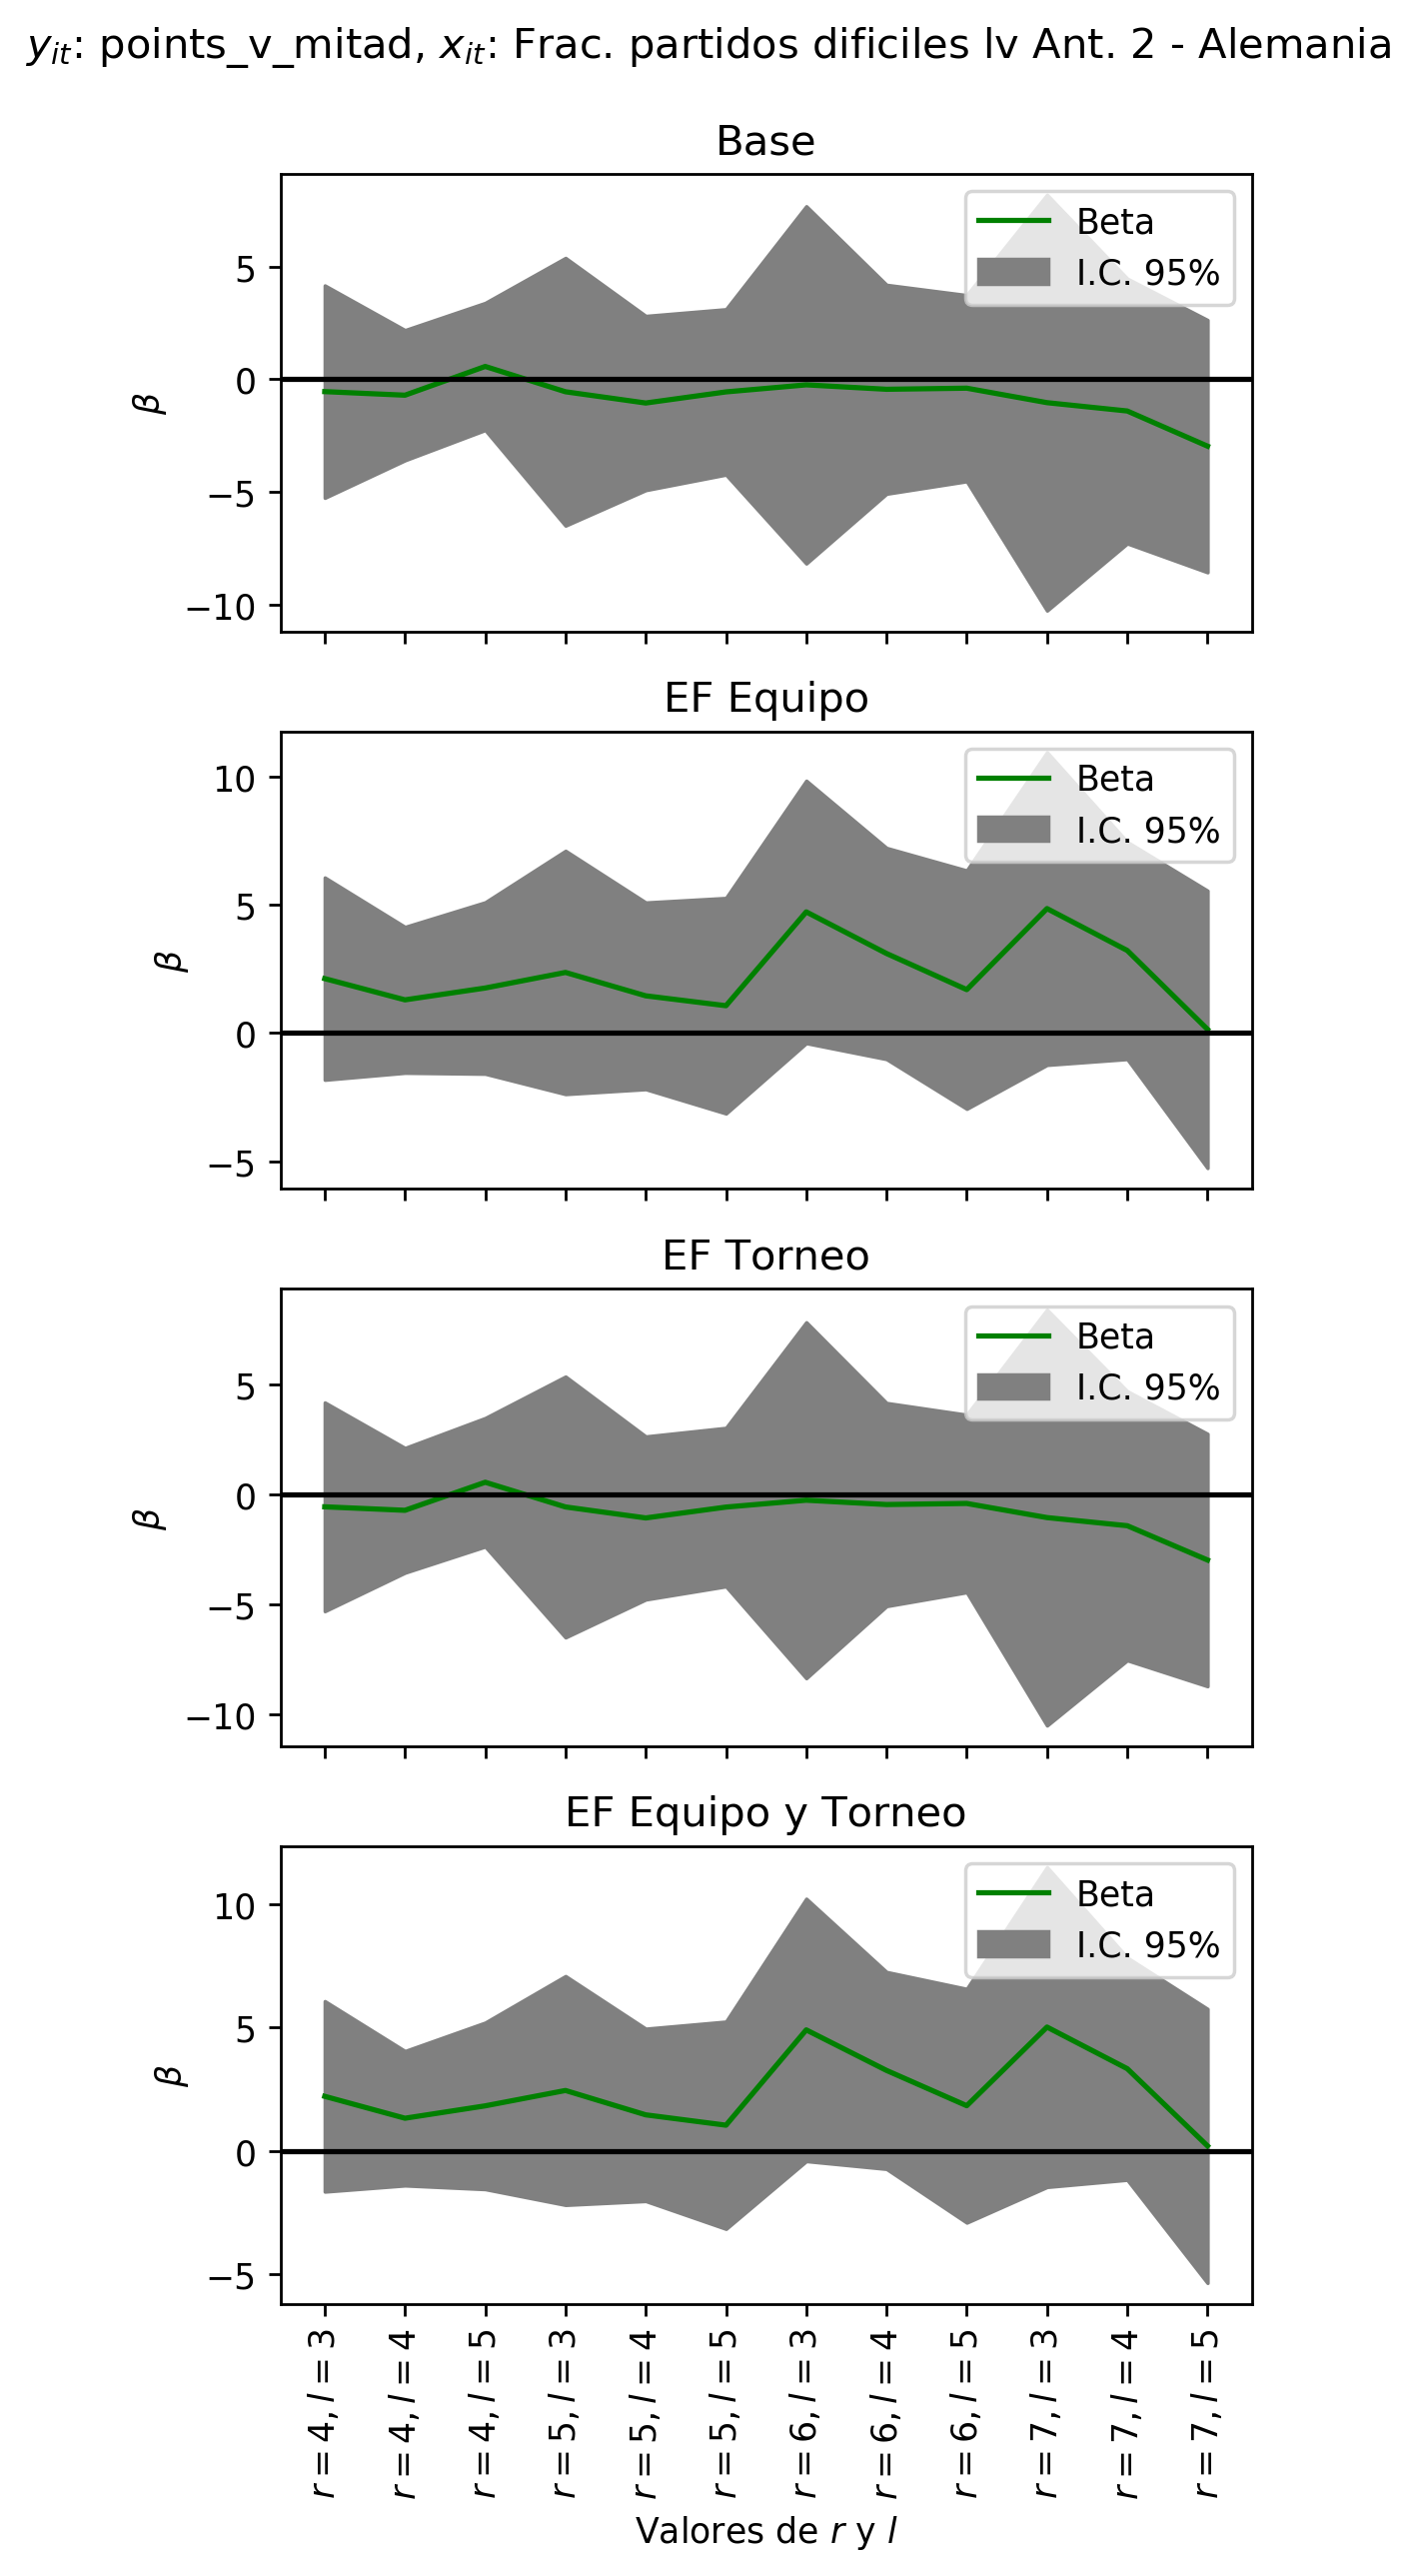 y_it: points_v_mitad, x_it: Frac. partidos dificiles lv Ant. 2 - Alemania
Base
Beta
I.C. 95%
5
0
−5
−10
β
EF Equipo
Beta
I.C. 95%
10
5
0
−5
β
EF Torneo
Beta
I.C. 95%
5
0
−5
−10
β
EF Equipo y Torneo
Beta
I.C. 95%
10
5
0
−5
β
r = 4, l = 3
r = 4, l = 4
r = 4, l = 5
r = 5, l = 3
r = 5, l = 4
r = 5, l = 5
r = 6, l = 3
r = 6, l = 4
r = 6, l = 5
r = 7, l = 3
r = 7, l = 4
r = 7, l = 5
Valores de r y l